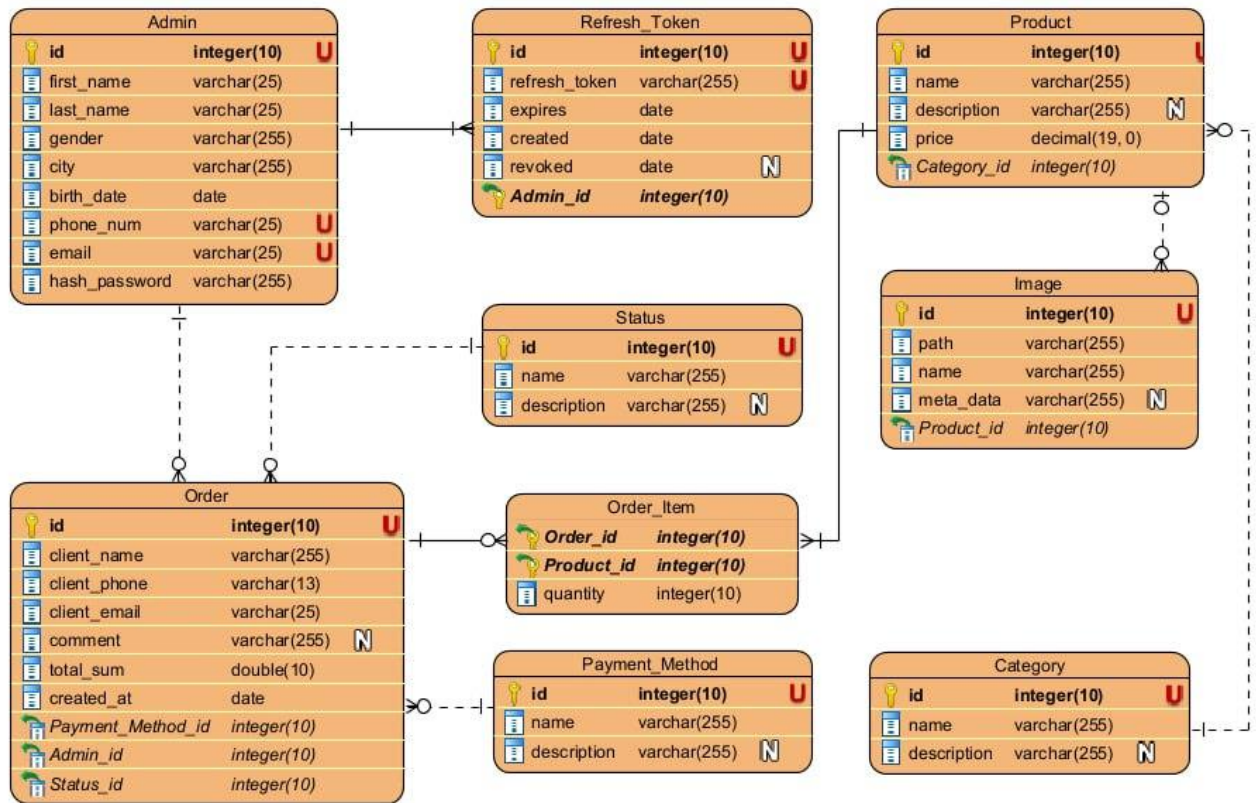 Admin
id integer(10) U
first_name varchar(25)
last_name varchar(25)
gender varchar(255)
city varchar(255)
birth_date date
phone_num varchar(25) U
email varchar(25) U
hash_password varchar(255)
Refresh_Token
id integer(10) U
refresh_token varchar(255) U
expires date
created date
revoked date N
Admin_id integer(10)
Product
id integer(10) U
name varchar(255)
description varchar(255) N
price decimal(19, 0)
Category_id integer(10)
Status
id integer(10) U
name varchar(255)
description varchar(255) N
Image
id integer(10) U
path varchar(255)
name varchar(255)
meta_data varchar(255) N
Product_id integer(10)
Order
id integer(10) U
client_name varchar(255)
client_phone varchar(13)
client_email varchar(25)
comment varchar(255) N
total_sum double(10)
created_at date
Payment_Method_id integer(10)
Admin_id integer(10)
Status_id integer(10)
Order_Item
Order_id integer(10)
Product_id integer(10)
quantity integer(10)
Payment_Method
id integer(10) U
name varchar(255)
description varchar(255) N
Category
id integer(10) U
name varchar(255)
description varchar(255) N